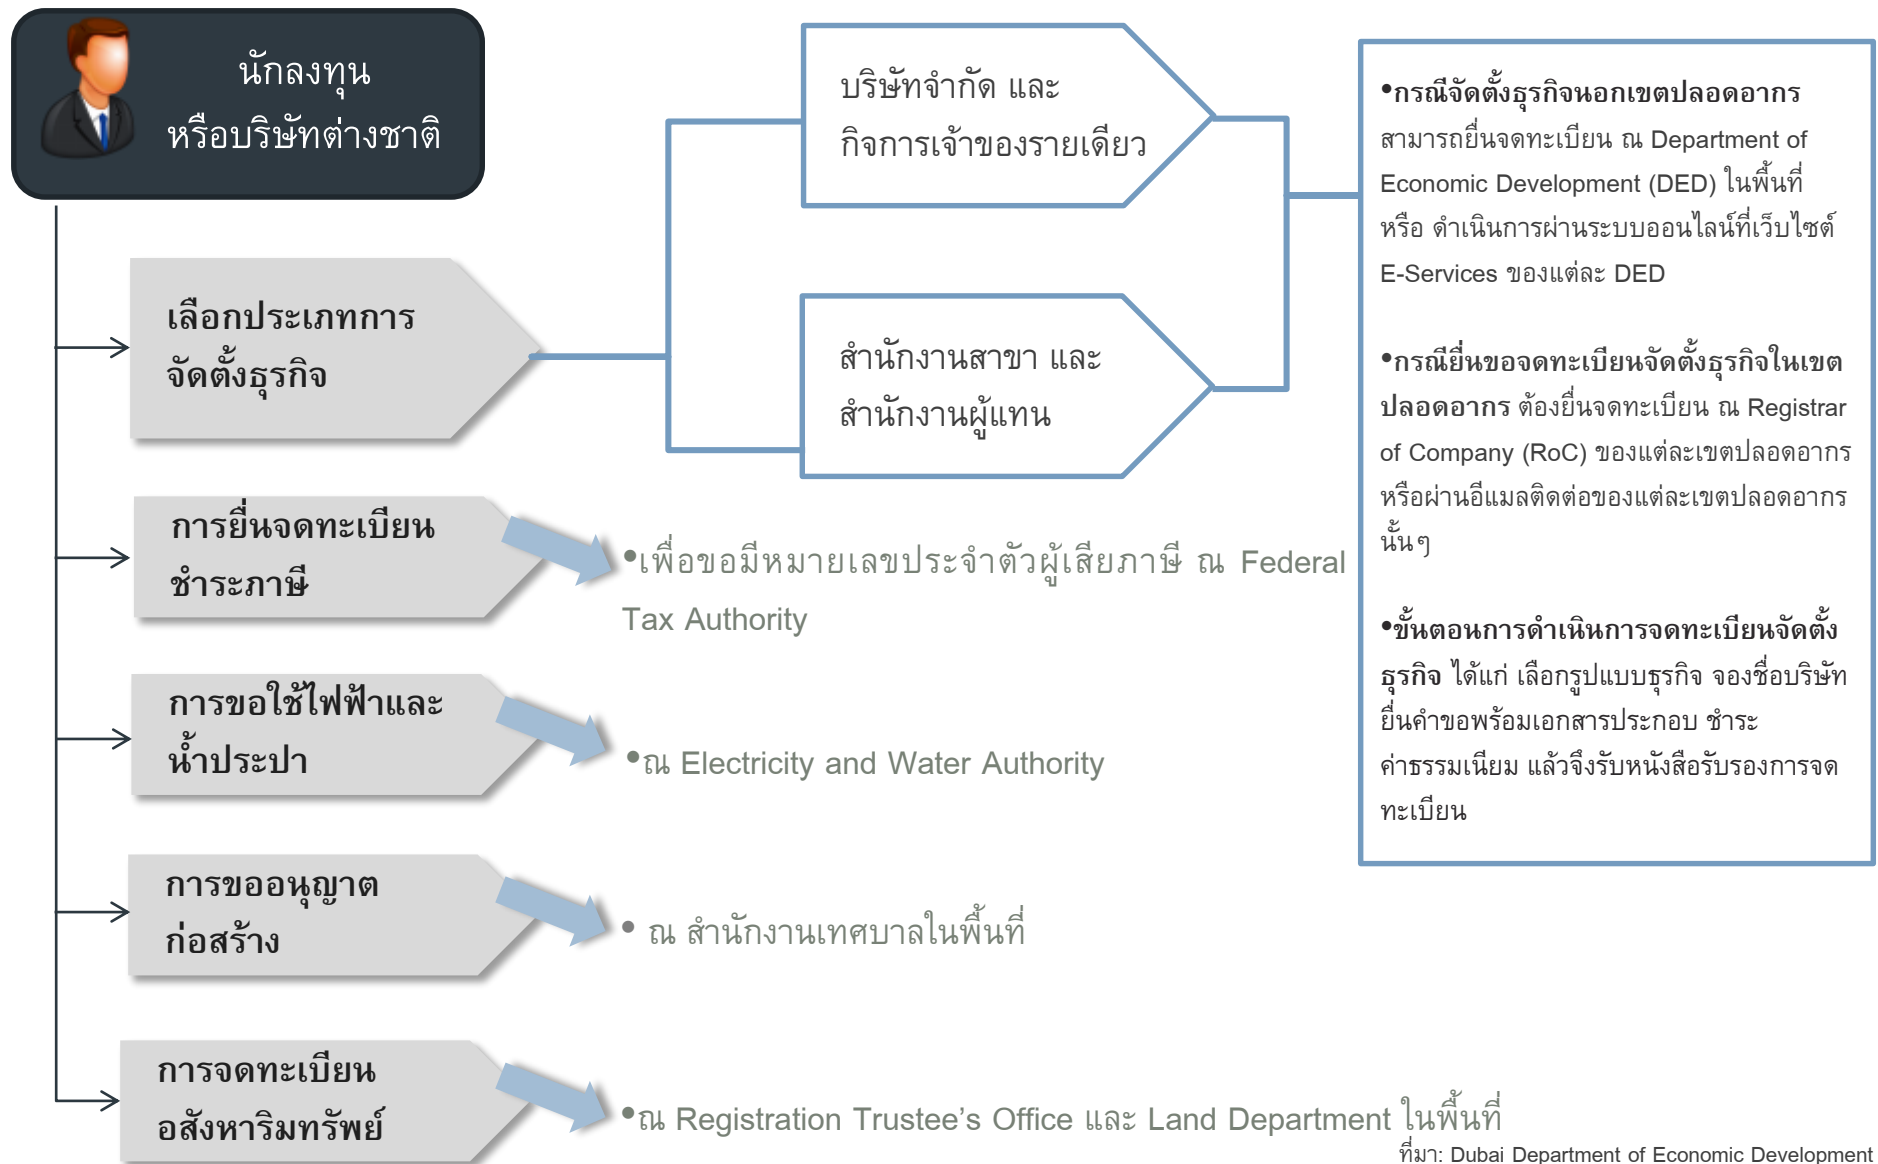 นักลงทุน
หรือบริษัทต่างชาติ
เลือกประเภทการ
จัดตั้งธุรกิจ
บริษัทจำกัด และ
กิจการเจ้าของรายเดียว
สำนักงานสาขา และ
สำนักงานผู้แทน
•กรณีจัดตั้งธุรกิจนอกเขตปลอดอากร
สามารถยื่นจดทะเบียน ณ Department of
Economic Development (DED) ในพื้นที่
หรือ ดำเนินการผ่านระบบออนไลน์ที่เว็บไซต์
E-Services ของแต่ละ DED
•กรณียื่นขอจดทะเบียนจัดตั้งธุรกิจในเขต
ปลอดอากร ต้องยื่นจดทะเบียน ณ Registrar
of Company (RoC) ของแต่ละเขตปลอดอากร
หรือผ่านอีแมลติดต่อของแต่ละเขตปลอดอากร
นั้นๆ
•ขั้นตอนการดำเนินการจดทะเบียนจัดตั้ง
ธุรกิจ ได้แก่ เลือกรูปแบบธุรกิจ จองชื่อบริษัท
ยื่นคำขอพร้อมเอกสารประกอบ ชำระ
ค่าธรรมเนียม แล้วจึงรับหนังสือรับรองการจด
ทะเบียน
การยื่นจดทะเบียน
ชำระภาษี
•เพื่อขอมีหมายเลขประจำตัวผู้เสียภาษี ณ Federal
Tax Authority
การขอใช้ไฟฟ้าและ
น้ำประปา
•ณ Electricity and Water Authority
การขออนุญาต
ก่อสร้าง
• ณ สำนักงานเทศบาลในพื้นที่
การจดทะเบียน
อสังหาริมทรัพย์
•ณ Registration Trustee’s Office และ Land Department ในพื้นที่
ที่มา: Dubai Department of Economic Development